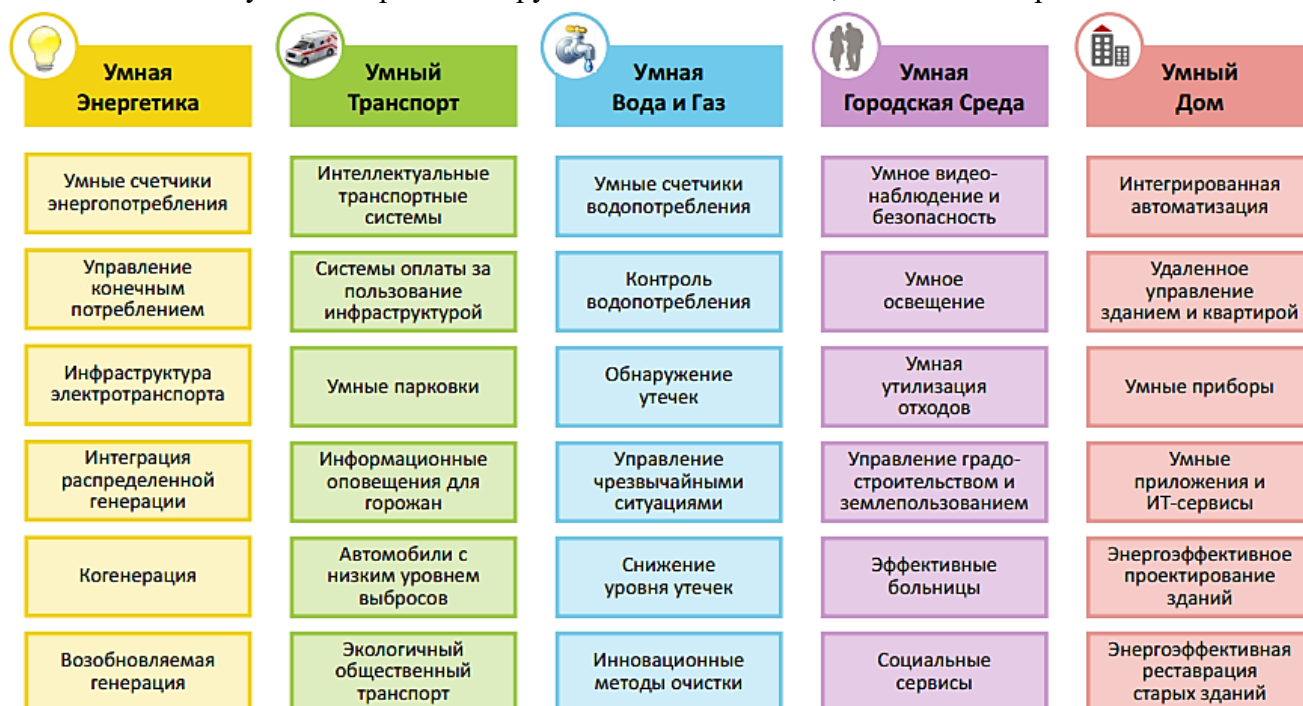 Умная
Энергетика
Умные счетчики
энергопотребления
Управление
конечным
потреблением
Инфраструктура
электротранспорта
Интеграция
распределенной
генерации
Когенерация
Возобновляемая
генерация
Умный
Транспорт
Интеллектуальные
транспортные
системы
Системы оплаты за
пользование
инфраструктурой
Умные парковки
Информационные
оповещения для
горожан
Автомобили с
низким уровнем
выбросов
Экологичный
общественный
транспорт
Умная
Вода и Газ
Умные счетчики
водопотребления
Контроль
водопотребления
Обнаружение
утечек
Управление
чрезвычайными
ситуациями
Снижение
уровня утечек
Инновационные
методы очистки
Умная
Городская Среда
Умное видео-
наблюдение и
безопасность
Умное
освещение
Умная
утилизация
отходов
Управление градо-
строительством и
землепользованием
Эффективные
больницы
Социальные
сервисы
Умный
Дом
Интегрированная
автоматизация
Удаленное
управление
зданием и квартирой
Умные приборы
Умные
приложения и
ИТ-сервисы
Энергоэффективное
проектирование
зданий
Энергоэффективная
реставрация
старых зданий